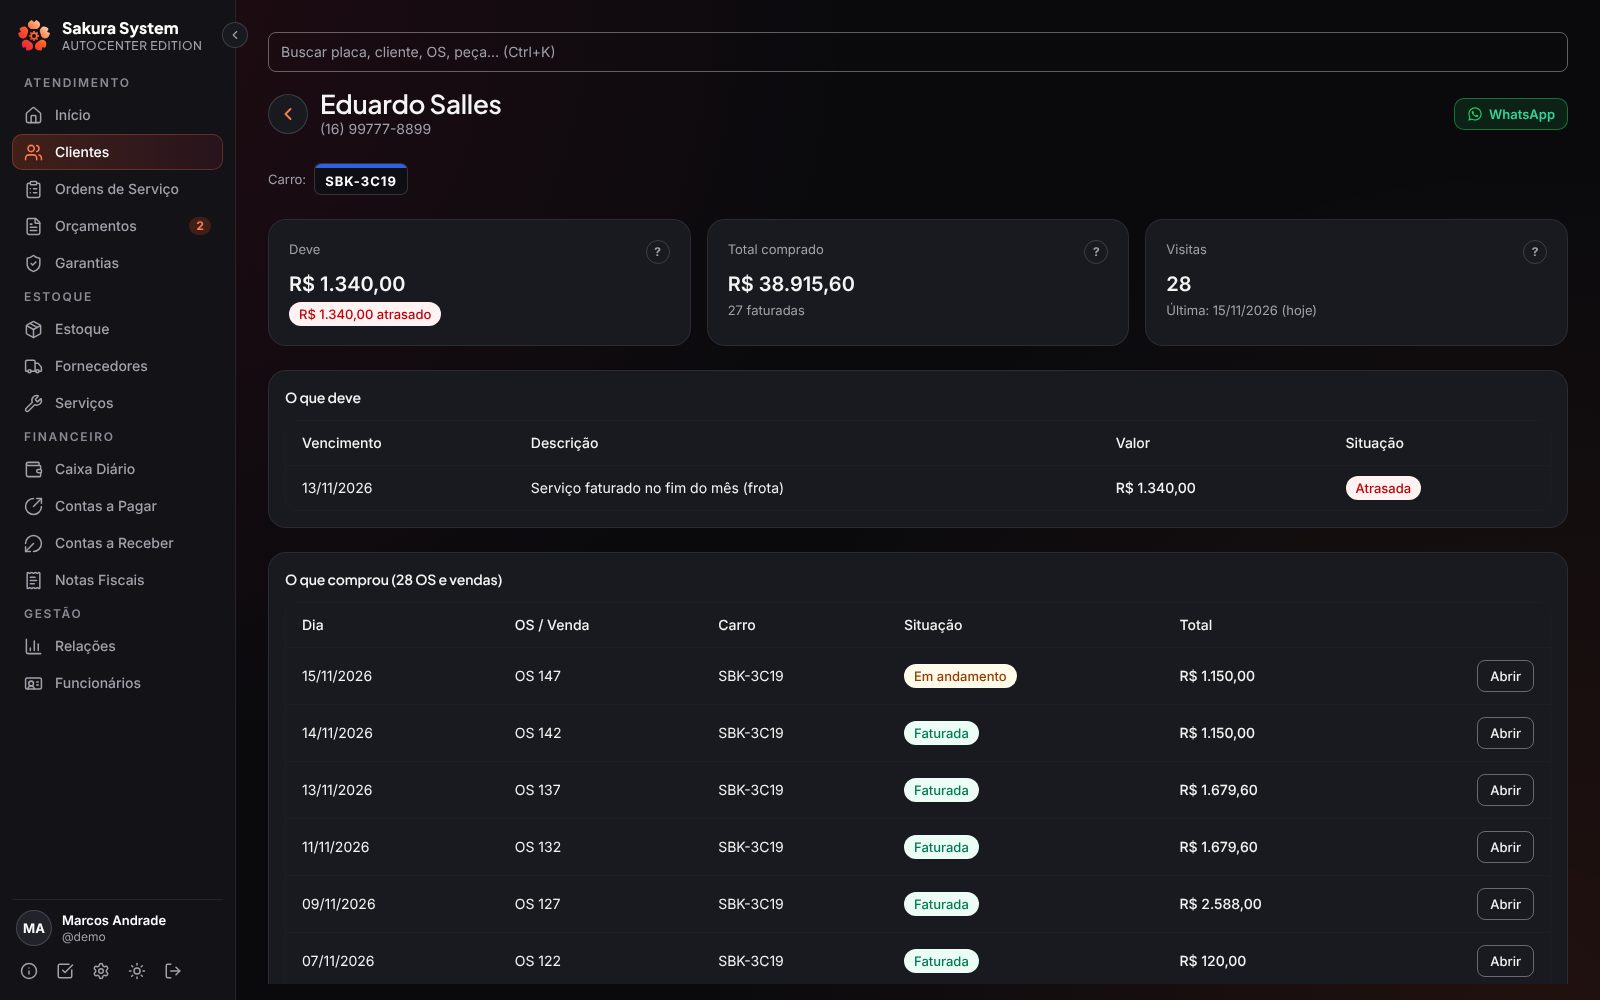 Sakura System
AUTOCENTER EDITION
ATENDIMENTO
Início
Clientes
Ordens de Serviço
Orçamentos 2
Garantias
ESTOQUE
Estoque
Fornecedores
Serviços
FINANCEIRO
Caixa Diário
Contas a Pagar
Contas a Receber
Notas Fiscais
GESTÃO
Relações
Funcionários
MA
Marcos Andrade
@demo
Buscar placa, cliente, OS, peça... (Ctrl+K)
Eduardo Salles
(16) 99777-8899
WhatsApp
Carro: SBK-3C19
Deve ?
R$ 1.340,00
R$ 1.340,00 atrasado
Total comprado ?
R$ 38.915,60
27 faturadas
Visitas ?
28
Última: 15/11/2026 (hoje)
O que deve
Vencimento Descrição Valor Situação
13/11/2026 Serviço faturado no fim do mês (frota) R$ 1.340,00 Atrasada
O que comprou (28 OS e vendas)
Dia OS / Venda Carro Situação Total
15/11/2026 OS 147 SBK-3C19 Em andamento R$ 1.150,00 Abrir
14/11/2026 OS 142 SBK-3C19 Faturada R$ 1.150,00 Abrir
13/11/2026 OS 137 SBK-3C19 Faturada R$ 1.679,60 Abrir
11/11/2026 OS 132 SBK-3C19 Faturada R$ 1.679,60 Abrir
09/11/2026 OS 127 SBK-3C19 Faturada R$ 2.588,00 Abrir
07/11/2026 OS 122 SBK-3C19 Faturada R$ 120,00 Abrir